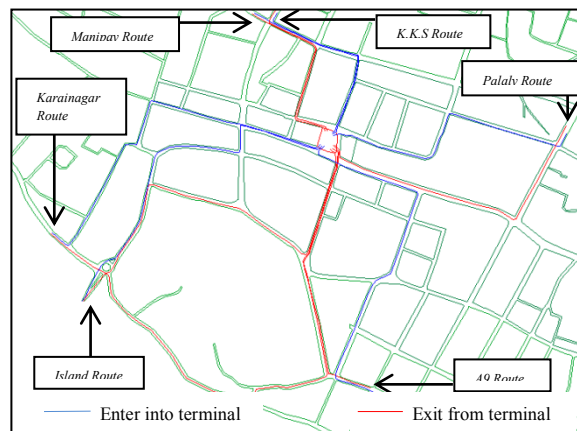 Manipay Route
K.K.S Route
Palaly Route
Karainagar
Route
Island Route
A9 Route
Enter into terminal
Exit from terminal